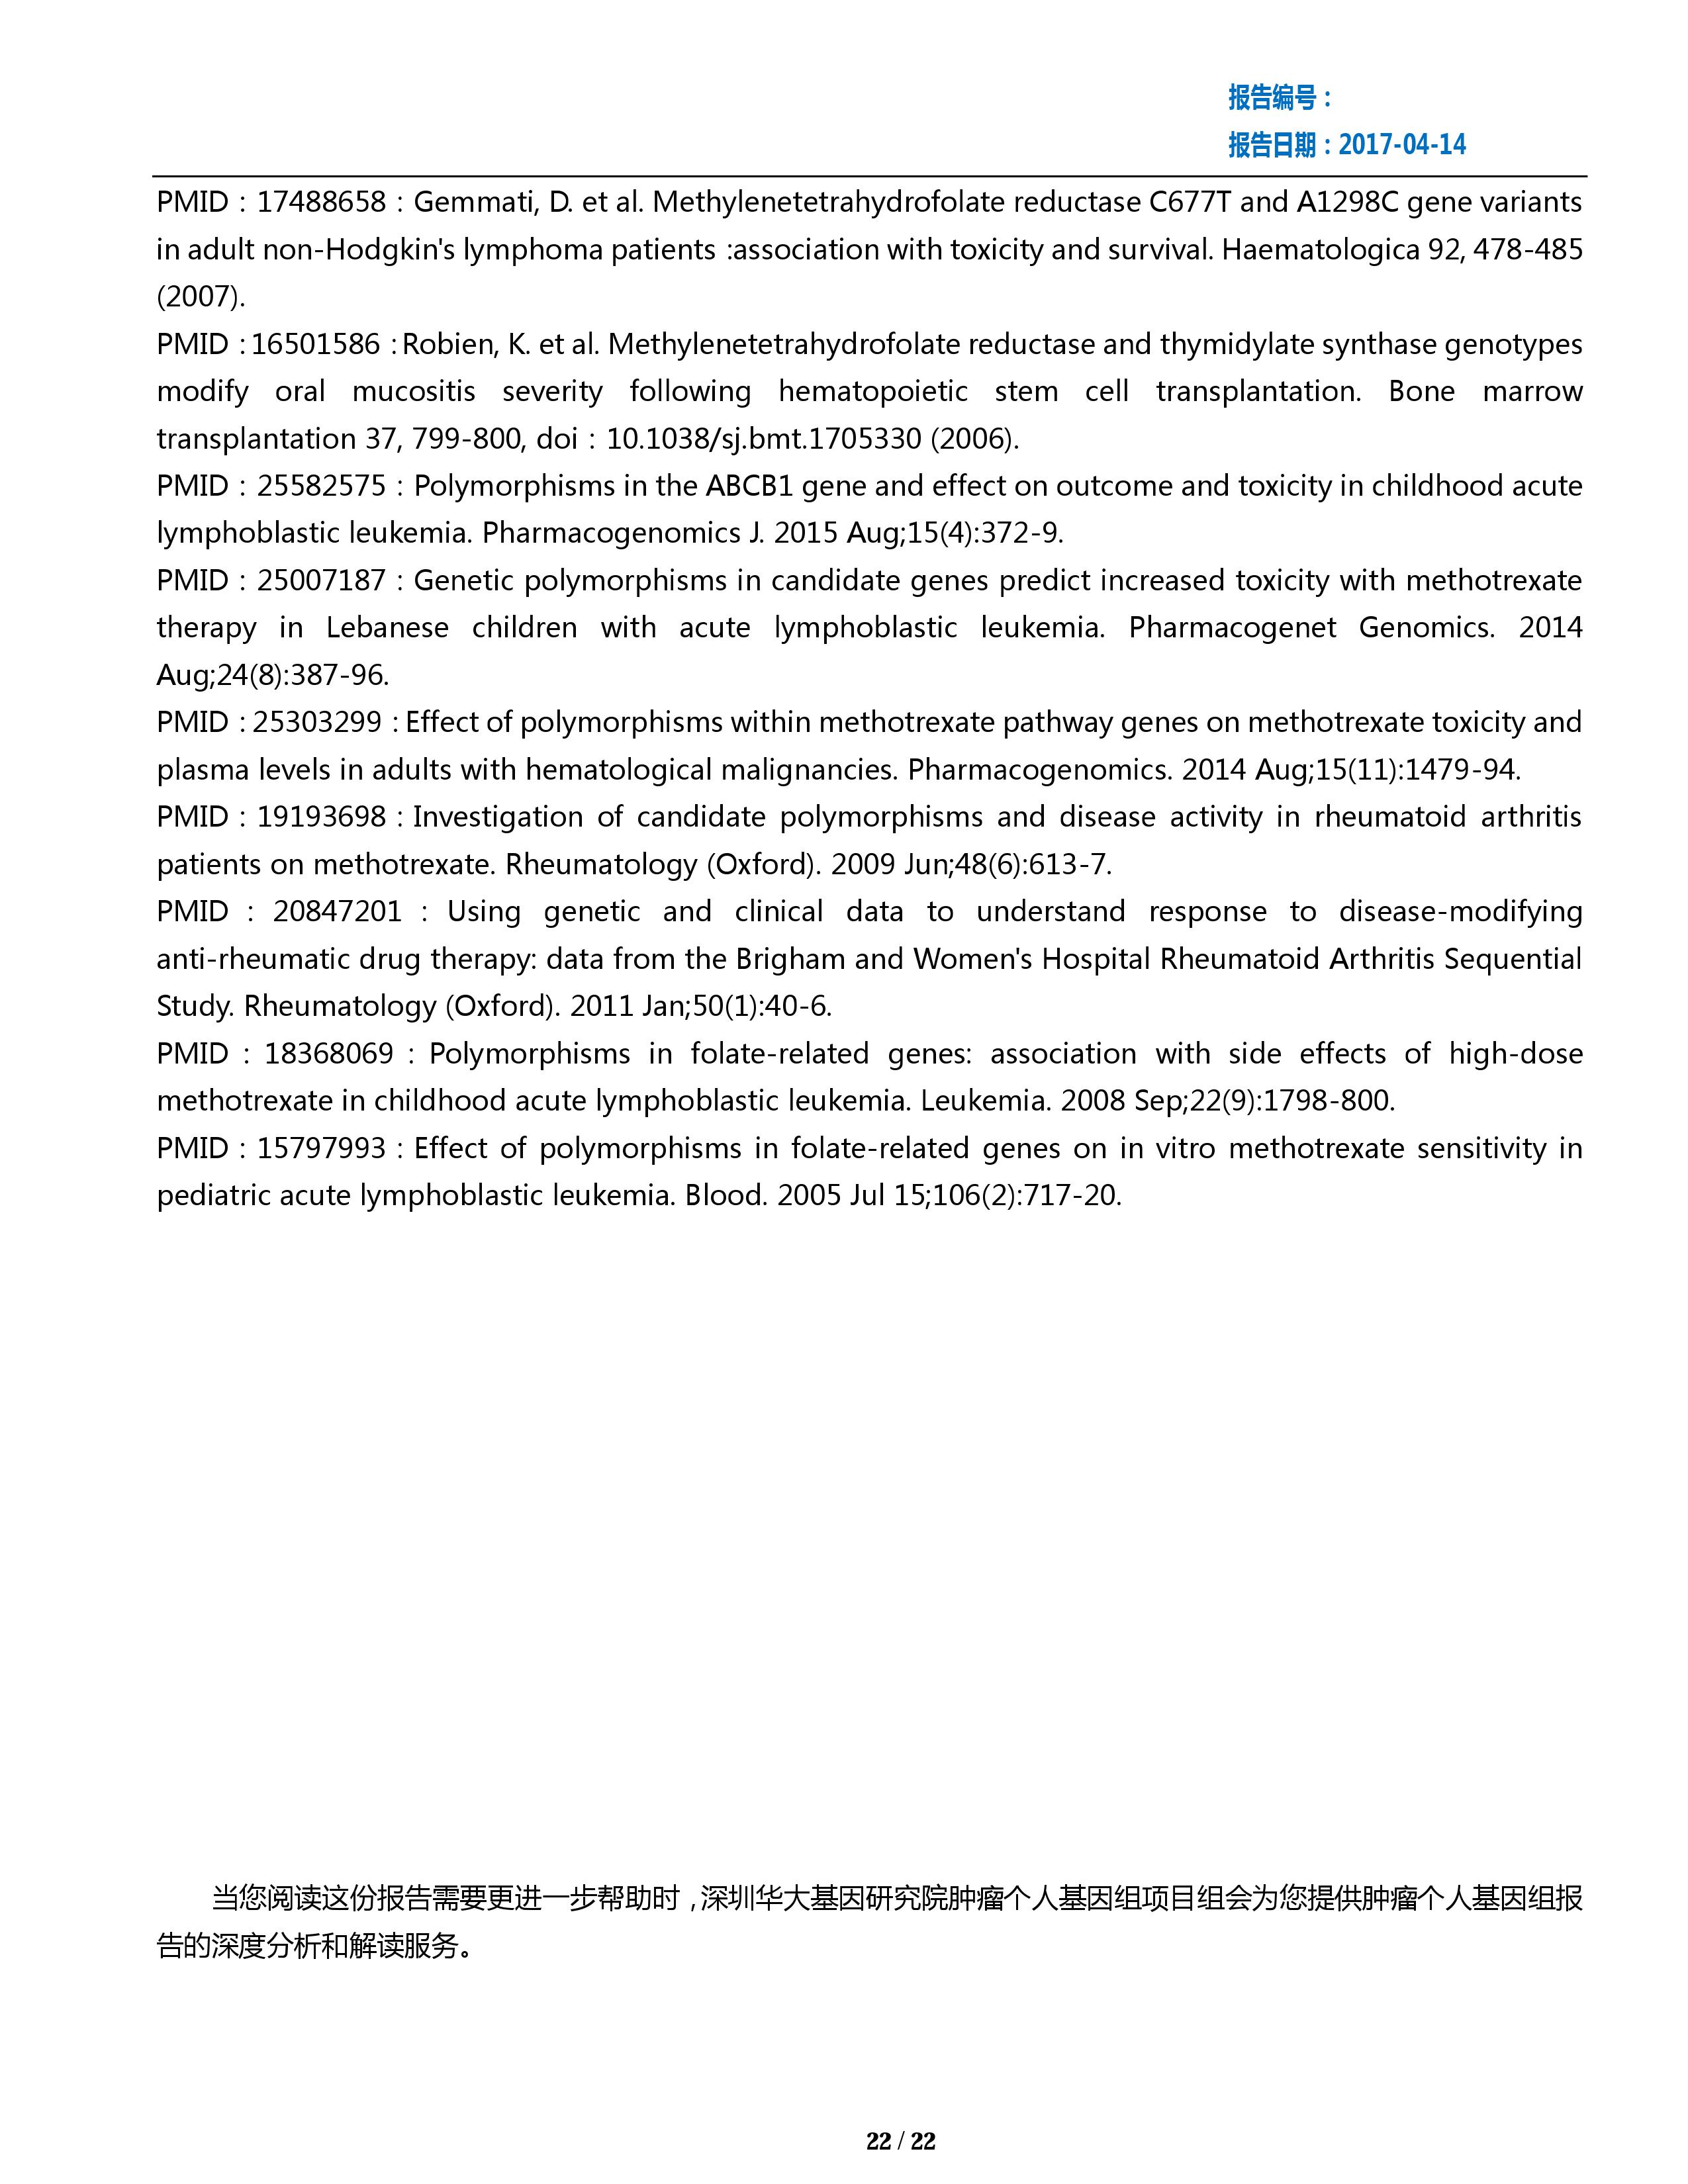 报告编号：
报告日期：2017-04-14
PMID：17488658：Gemmati, D. et al. Methylenetetrahydrofolate reductase C677T and A1298C gene variants
in adult non-Hodgkin's lymphoma patients :association with toxicity and survival. Haematologica 92, 478-485
(2007).
PMID：16501586：Robien, K. et al. Methylenetetrahydrofolate reductase and thymidylate synthase genotypes
modify oral mucositis severity following hematopoietic stem cell transplantation. Bone marrow
transplantation 37, 799-800, doi：10.1038/sj.bmt.1705330 (2006).
PMID：25582575：Polymorphisms in the ABCB1 gene and effect on outcome and toxicity in childhood acute
lymphoblastic leukemia. Pharmacogenomics J. 2015 Aug;15(4):372-9.
PMID：25007187：Genetic polymorphisms in candidate genes predict increased toxicity with methotrexate
therapy in Lebanese children with acute lymphoblastic leukemia. Pharmacogenet Genomics. 2014
Aug;24(8):387-96.
PMID：25303299：Effect of polymorphisms within methotrexate pathway genes on methotrexate toxicity and
plasma levels in adults with hematological malignancies. Pharmacogenomics. 2014 Aug;15(11):1479-94.
PMID：19193698：Investigation of candidate polymorphisms and disease activity in rheumatoid arthritis
patients on methotrexate. Rheumatology (Oxford). 2009 Jun;48(6):613-7.
PMID：20847201：Using genetic and clinical data to understand response to disease-modifying
anti-rheumatic drug therapy: data from the Brigham and Women's Hospital Rheumatoid Arthritis Sequential
Study. Rheumatology (Oxford). 2011 Jan;50(1):40-6.
PMID：18368069：Polymorphisms in folate-related genes: association with side effects of high-dose
methotrexate in childhood acute lymphoblastic leukemia. Leukemia. 2008 Sep;22(9):1798-800.
PMID：15797993：Effect of polymorphisms in folate-related genes on in vitro methotrexate sensitivity in
pediatric acute lymphoblastic leukemia. Blood. 2005 Jul 15;106(2):717-20.
当您阅读这份报告需要更进一步帮助时，深圳华大基因研究院肿瘤个人基因组项目组会为您提供肿瘤个人基因组报
告的深度分析和解读服务。
22 / 22